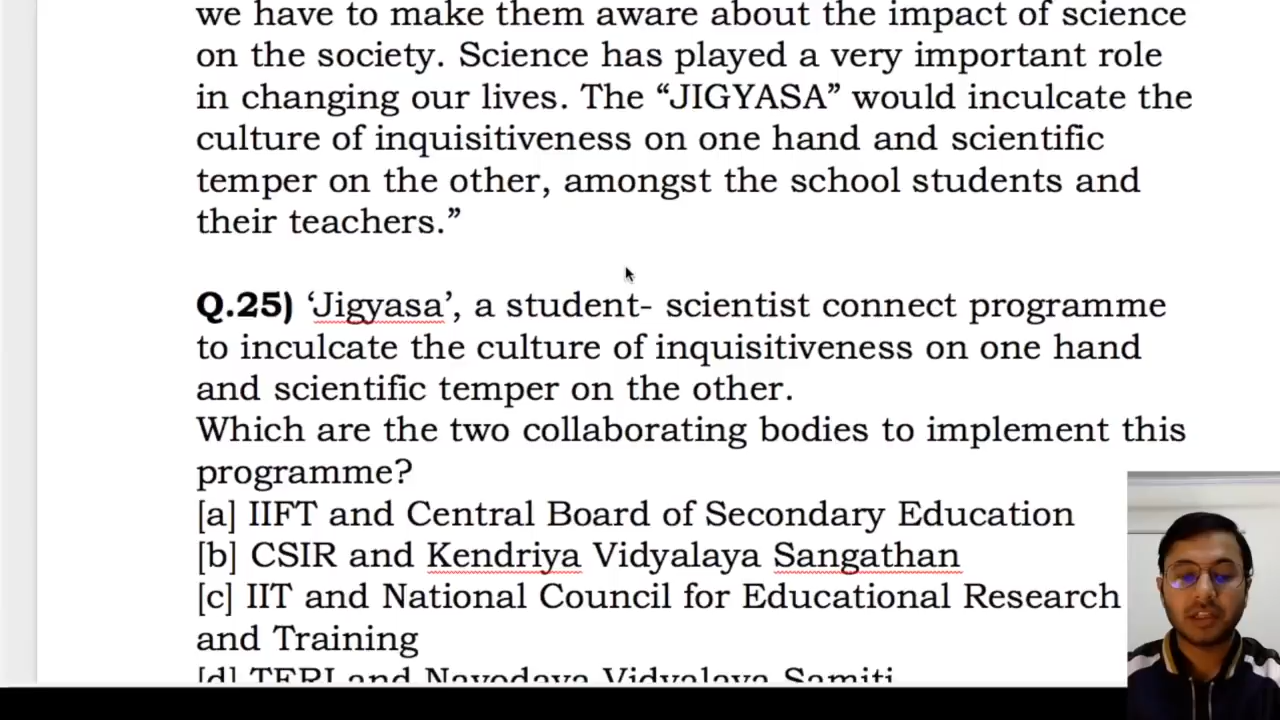 we have to make them aware about the impact of science
on the society. Science has played a very important role
in changing our lives. The “JIGYASA” would inculcate the
culture of inquisitiveness on one hand and scientific
temper on the other, amongst the school students and
their teachers.”
Q.25) ‘Jigyasa’, a student- scientist connect programme
to inculcate the culture of inquisitiveness on one hand
and scientific temper on the other.
Which are the two collaborating bodies to implement this
programme?
[a] IIFT and Central Board of Secondary Education
[b] CSIR and Kendriya Vidyalaya Sangathan
[c] IIT and National Council for Educational Research
and Training
[d] TERI and Navodaya Vidyalaya Samiti